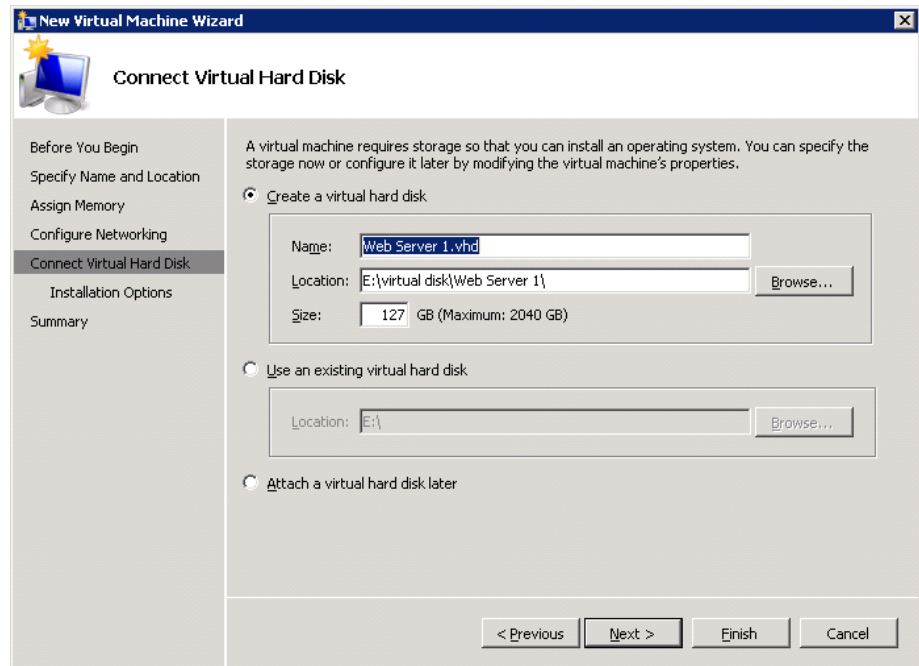 New Virtual Machine Wizard
Connect Virtual Hard Disk
Before You Begin
Specify Name and Location
Assign Memory
Configure Networking
Connect Virtual Hard Disk
Installation Options
Summary
A virtual machine requires storage so that you can install an operating system. You can specify the
storage now or configure it later by modifying the virtual machine's properties.
Create a virtual hard disk
Name: Web Server 1.vhd
Location: E:\virtual disk\Web Server 1\ Browse...
Size: 127 GB (Maximum: 2040 GB)
Use an existing virtual hard disk
Location: E:\ Browse...
Attach a virtual hard disk later
< Previous Next > Finish Cancel